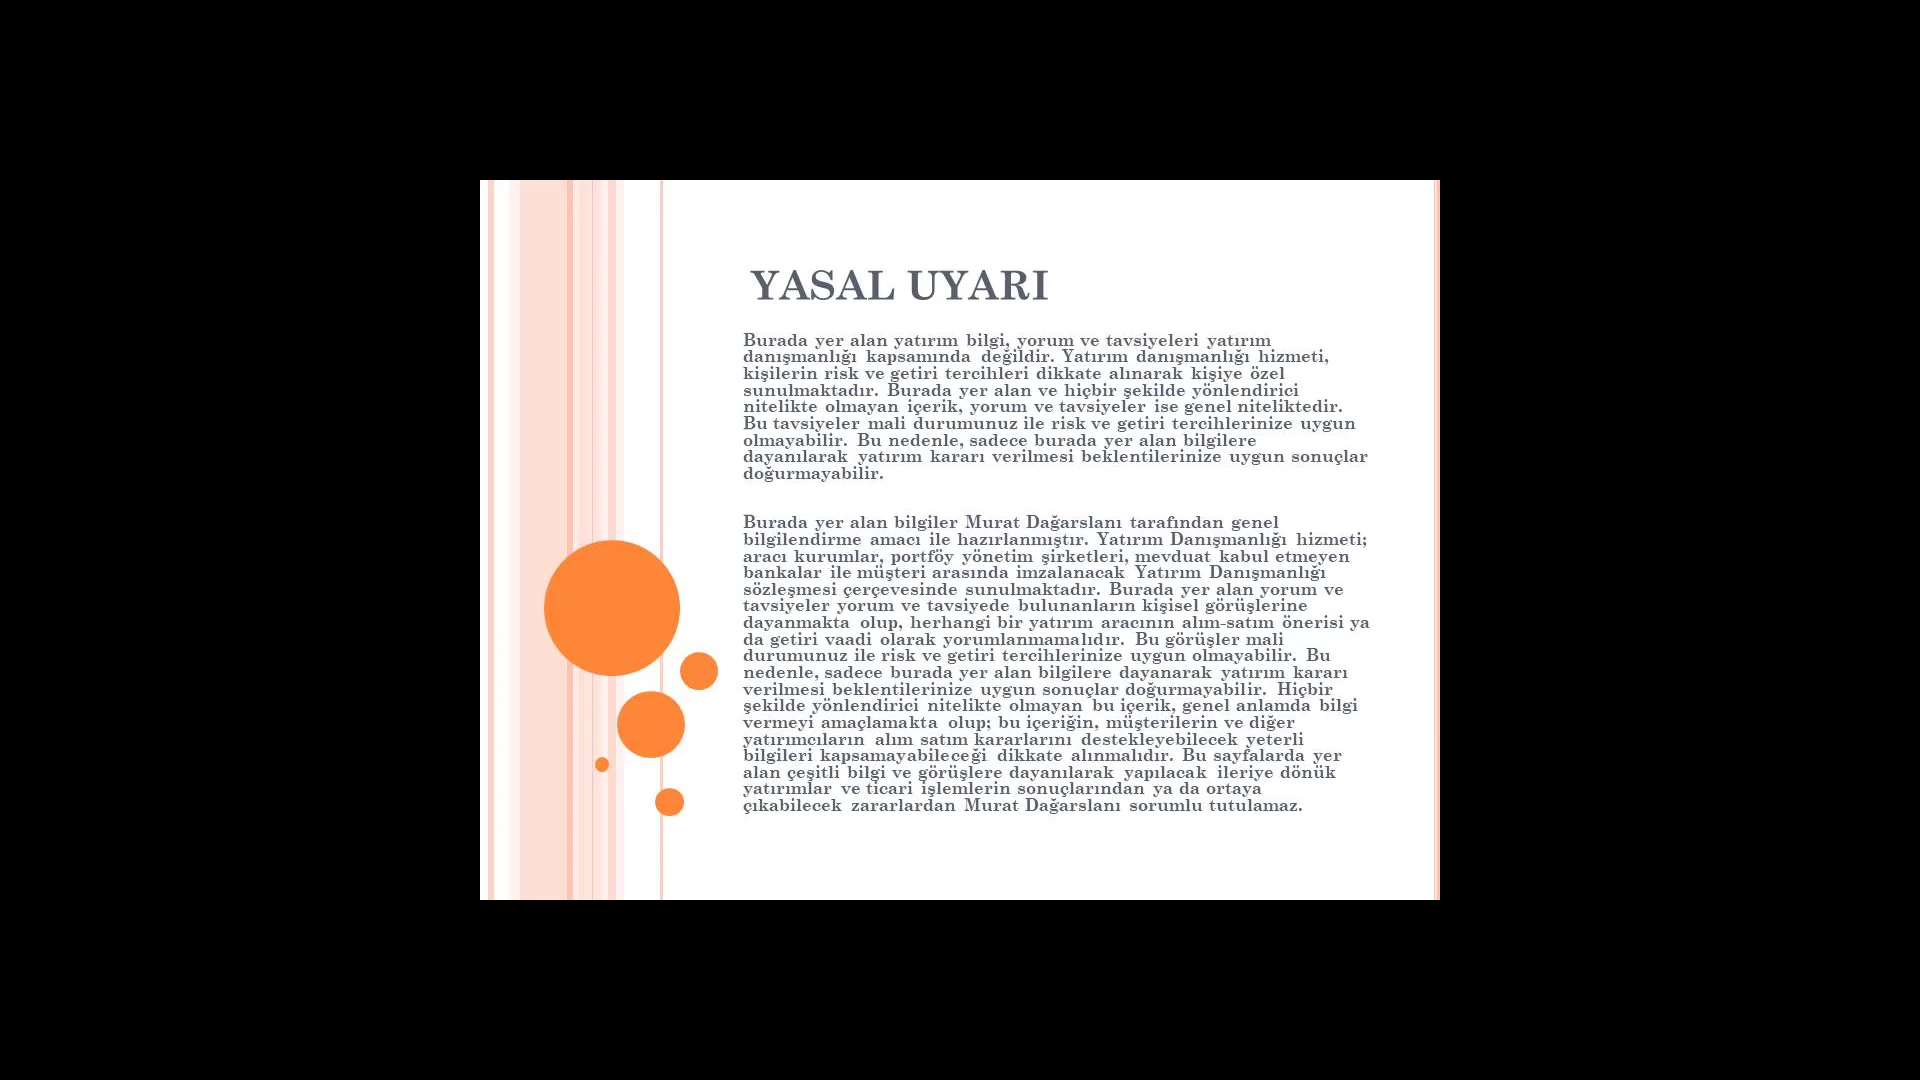 YASAL UYARI
Burada yer alan yatırım bilgi, yorum ve tavsiyeleri yatırım
danışmanlığı kapsamında değildir. Yatırım danışmanlığı hizmeti,
kişilerin risk ve getiri tercihleri dikkate alınarak kişiye özel
sunulmaktadır. Burada yer alan ve hiçbir şekilde yönlendirici
nitelikte olmayan içerik, yorum ve tavsiyeler ise genel niteliktedir.
Bu tavsiyeler mali durumunuz ile risk ve getiri tercihlerinize uygun
olmayabilir. Bu nedenle, sadece burada yer alan bilgilere
dayanılarak yatırım kararı verilmesi beklentilerinize uygun sonuçlar
doğurmayabilir.
Burada yer alan bilgiler Murat Dağarslanı tarafından genel
bilgilendirme amacı ile hazırlanmıştır. Yatırım Danışmanlığı hizmeti;
aracı kurumlar, portföy yönetim şirketleri, mevduat kabul etmeyen
bankalar ile müşteri arasında imzalanacak Yatırım Danışmanlığı
sözleşmesi çerçevesinde sunulmaktadır. Burada yer alan yorum ve
tavsiyeler yorum ve tavsiyede bulunanların kişisel görüşlerine
dayanmakta olup, herhangi bir yatırım aracının alım-satım önerisi ya
da getiri vaadi olarak yorumlanmamalıdır. Bu görüşler mali
durumunuz ile risk ve getiri tercihlerinize uygun olmayabilir. Bu
nedenle, sadece burada yer alan bilgilere dayanarak yatırım kararı
verilmesi beklentilerinize uygun sonuçlar doğurmayabilir. Hiçbir
şekilde yönlendirici nitelikte olmayan bu içerik, genel anlamda bilgi
vermeyi amaçlamakta olup; bu içeriğin, müşterilerin ve diğer
yatırımcıların alım satım kararlarını destekleyebilecek yeterli
bilgileri kapsamayabileceği dikkate alınmalıdır. Bu sayfalarda yer
alan çeşitli bilgi ve görüşlere dayanılarak yapılacak ileriye dönük
yatırımlar ve ticari işlemlerin sonuçlarından ya da ortaya
çıkabilecek zararlardan Murat Dağarslanı sorumlu tutulamaz.